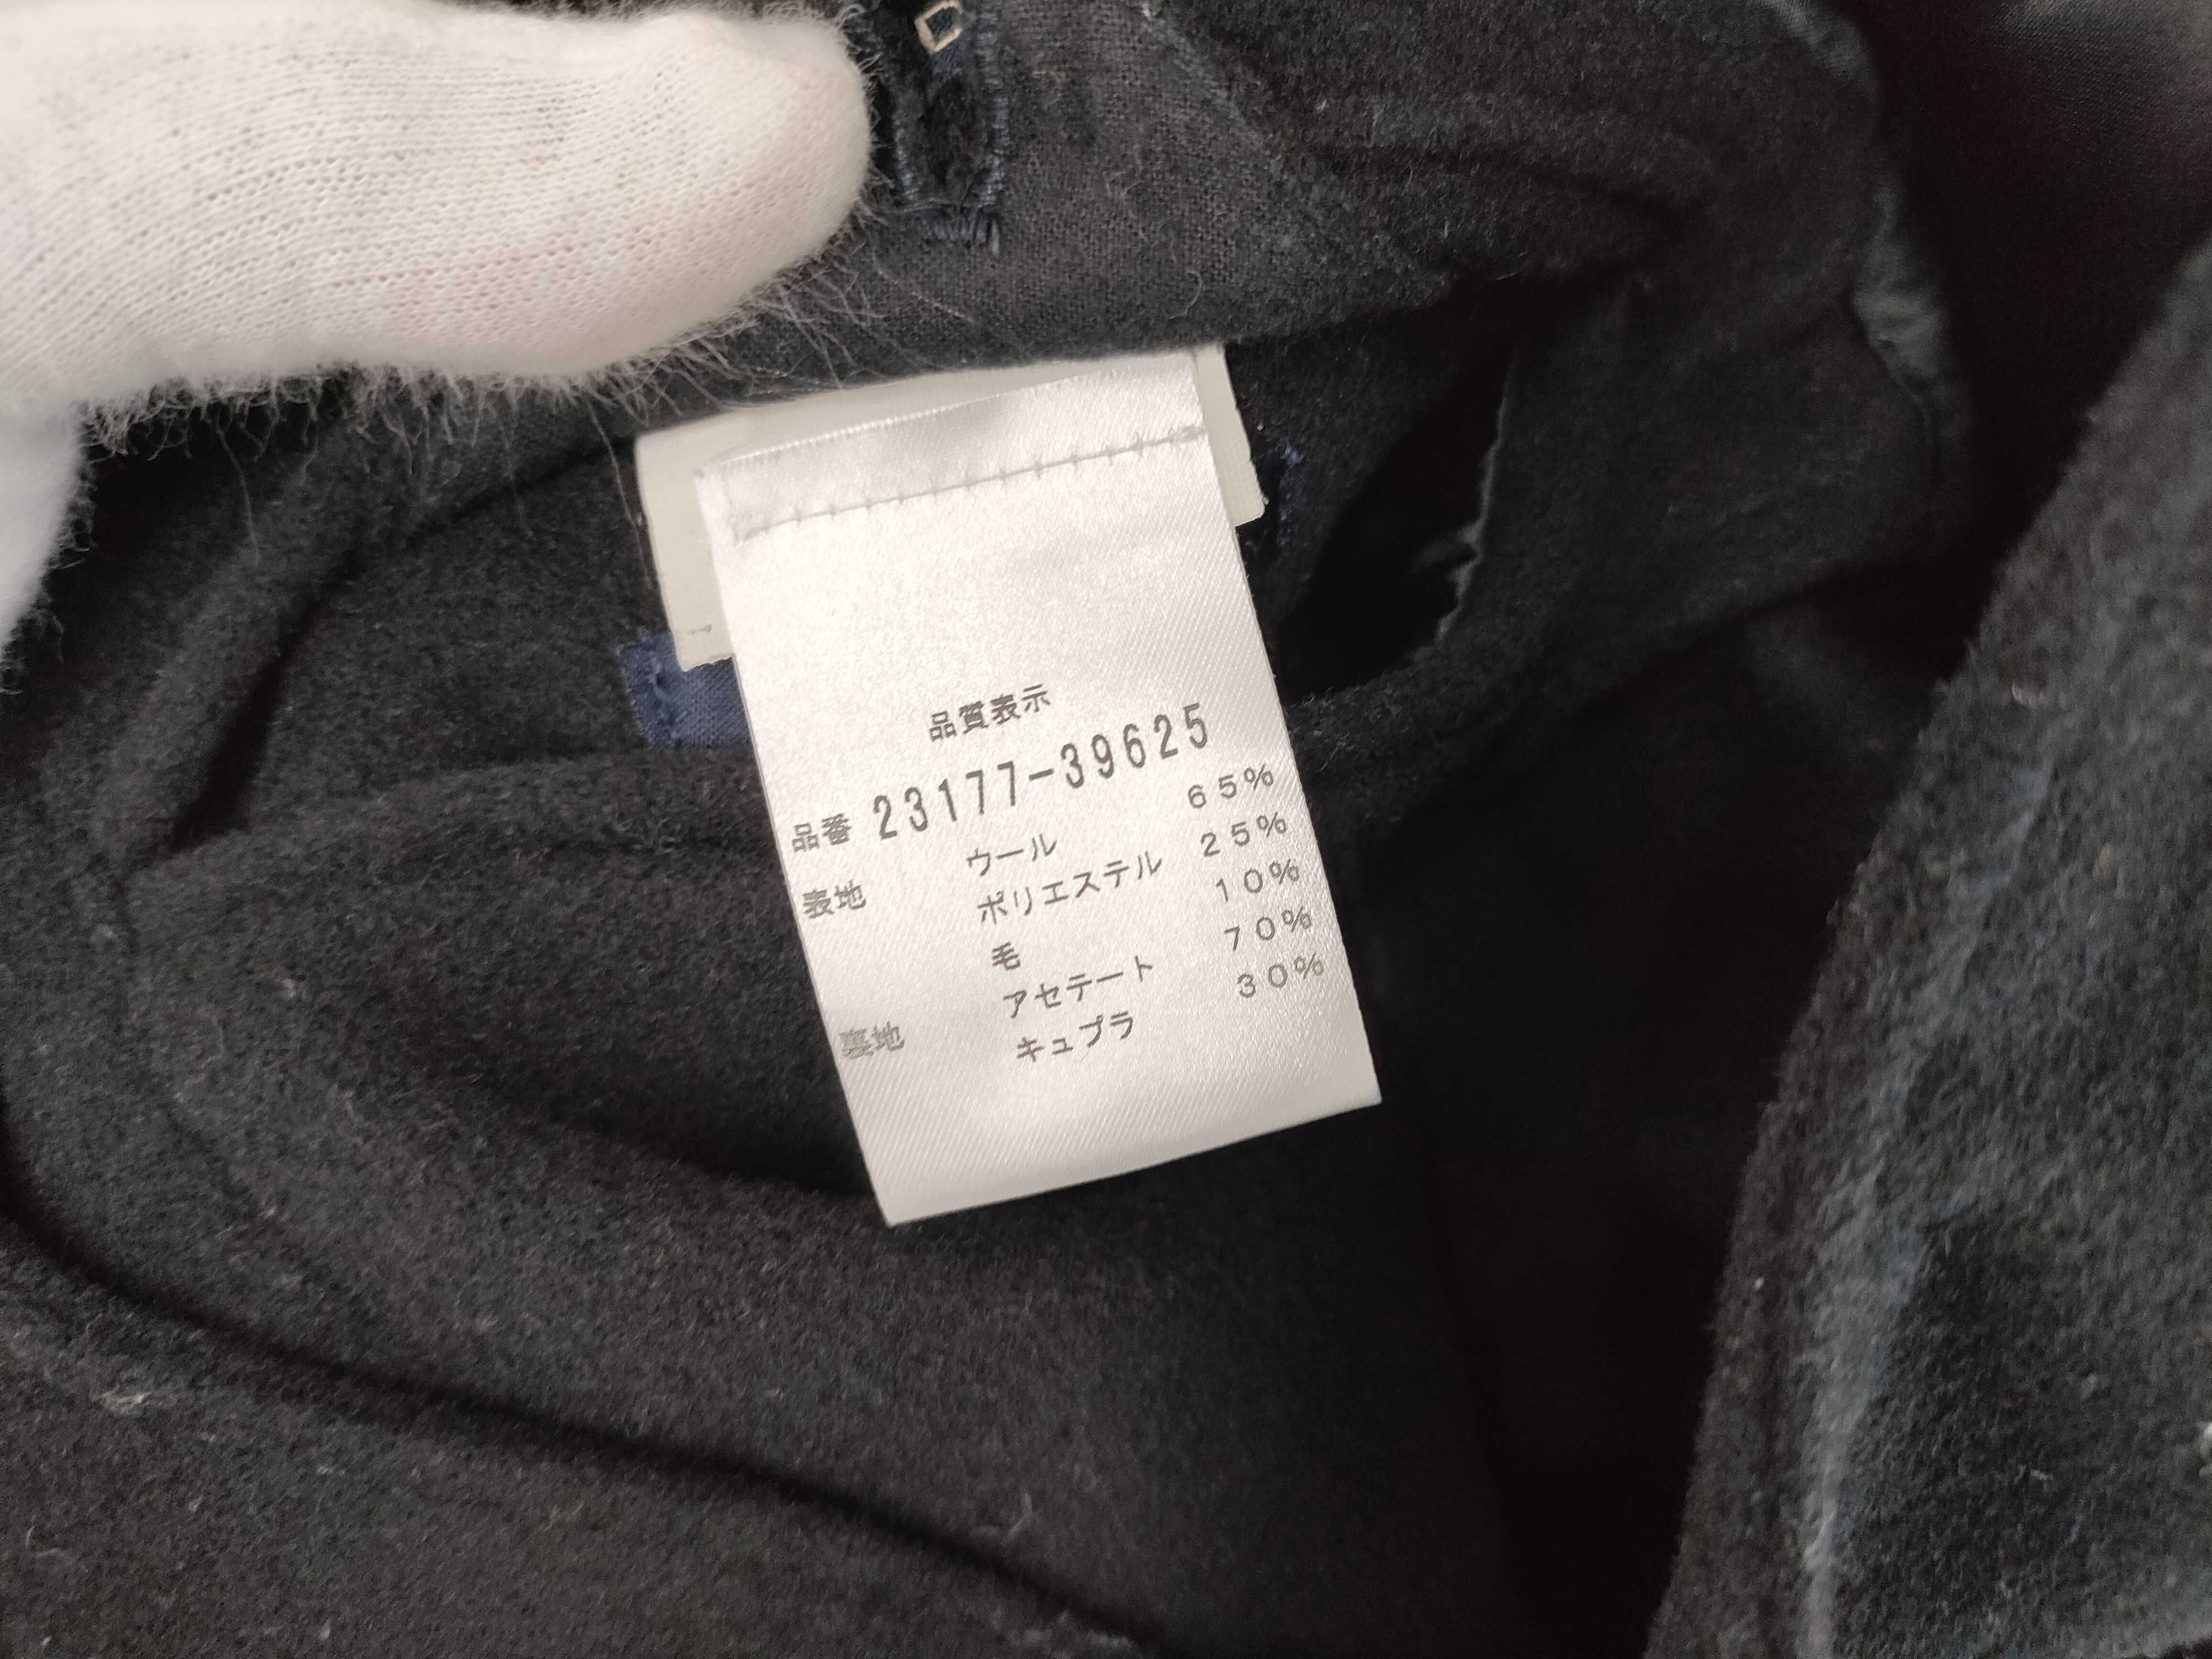 品質表示
品番 23177-39625
表地 ウール 65%
ポリエステル 25%
毛 10%
裏地 アセテート 70%
キュプラ 30%